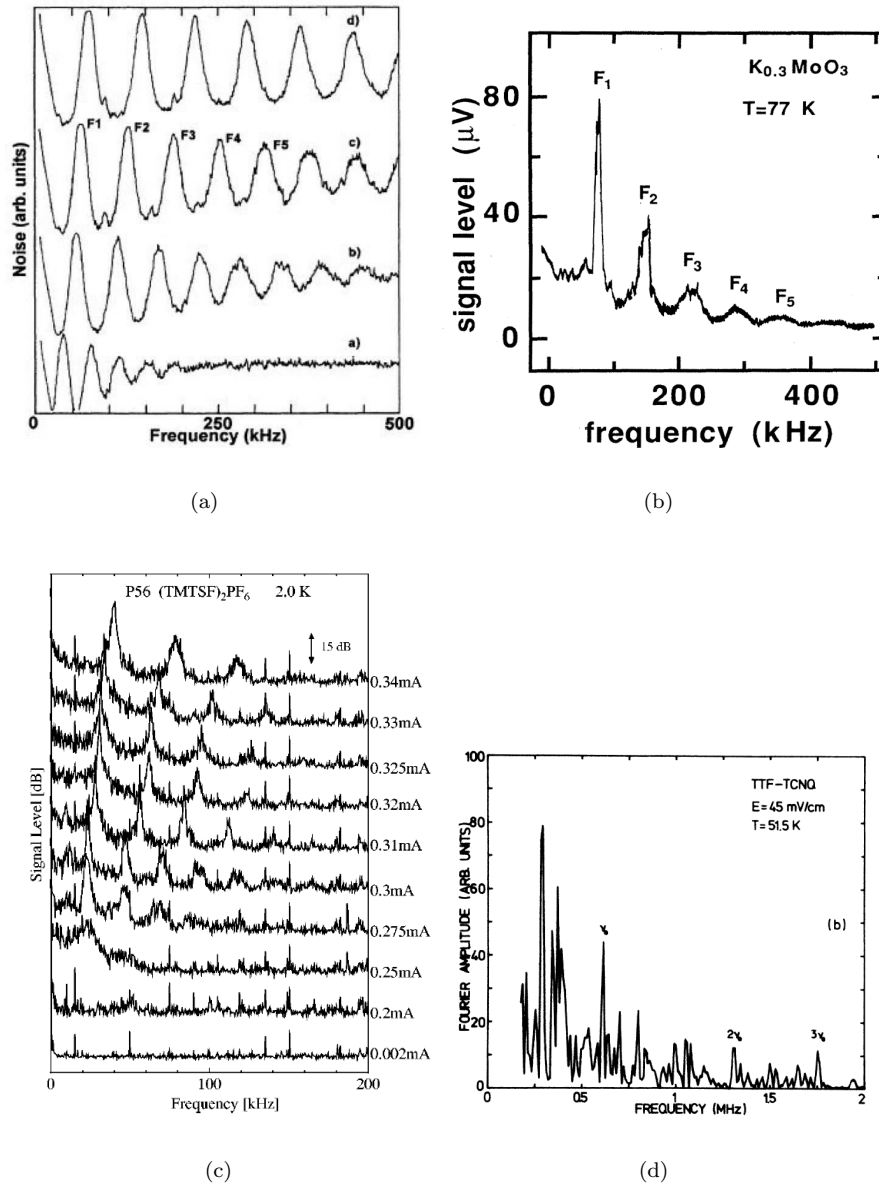 d)
F1 F2 F3 F4 F5 c)
b)
a)
Noise (arb. units)
0 250 500
Frequency (kHz)
(a)
K0.3MoO3
T=77 K
F1
F2
F3
F4
F5
80
40
0
signal level (μV)
0 200 400
frequency (kHz)
(b)
P56 (TMTSF)2PF6 2.0 K
15 dB
0.34mA
0.33mA
0.325mA
0.32mA
0.31mA
0.3mA
0.275mA
0.25mA
0.2mA
0.002mA
Signal Level [dB]
0 100 200
Frequency [kHz]
(c)
TTF-TCNQ
E = 45 mV/cm
T = 51.5 K
(b)
100
80
60
40
20
0
FOURIER AMPLITUDE (ARB. UNITS)
ν₀
2ν₀
3ν₀
0 0.5 1 1.5 2
FREQUENCY (MHz)
(d)